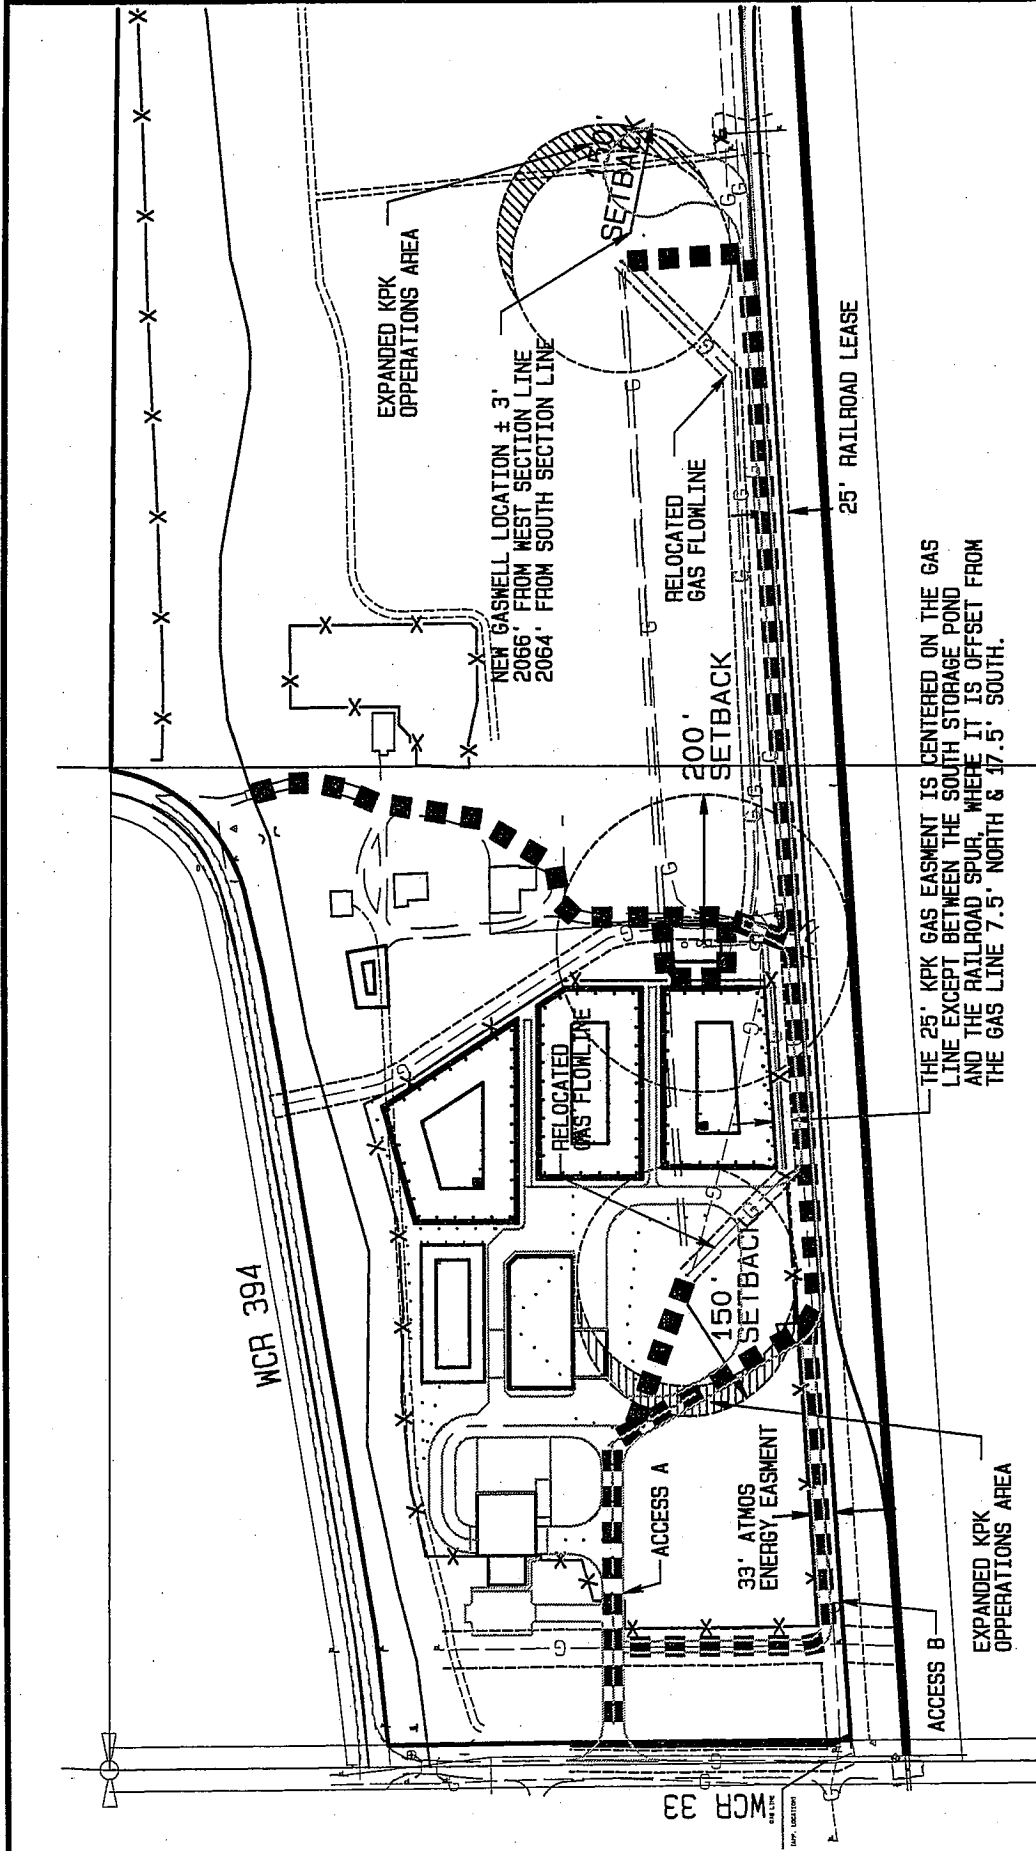 WCR 394
EXPANDED KPK
OPPERATIONS AREA
NEW GASWELL LOCATION ± 3'
2066' FROM WEST SECTION LINE
2064' FROM SOUTH SECTION LINE
150'
SETBACK
RELOCATED
GAS FLOWLINE
200'
SETBACK
RELOCATED
GAS FLOWLINE
150'
SETBACK
25' RAILROAD LEASE
THE 25' KPK GAS EASMENT IS CENTERED ON THE GAS
LINE EXCEPT BETWEEN THE SOUTH STORAGE POND
AND THE RAILROAD SPUR, WHERE IT IS OFFSET FROM
THE GAS LINE 7.5' NORTH & 17.5' SOUTH.
ACCESS A
33' ATMOS
ENERGY EASMENT
ACCESS B
EXPANDED KPK
OPPERATIONS AREA
WCR 33